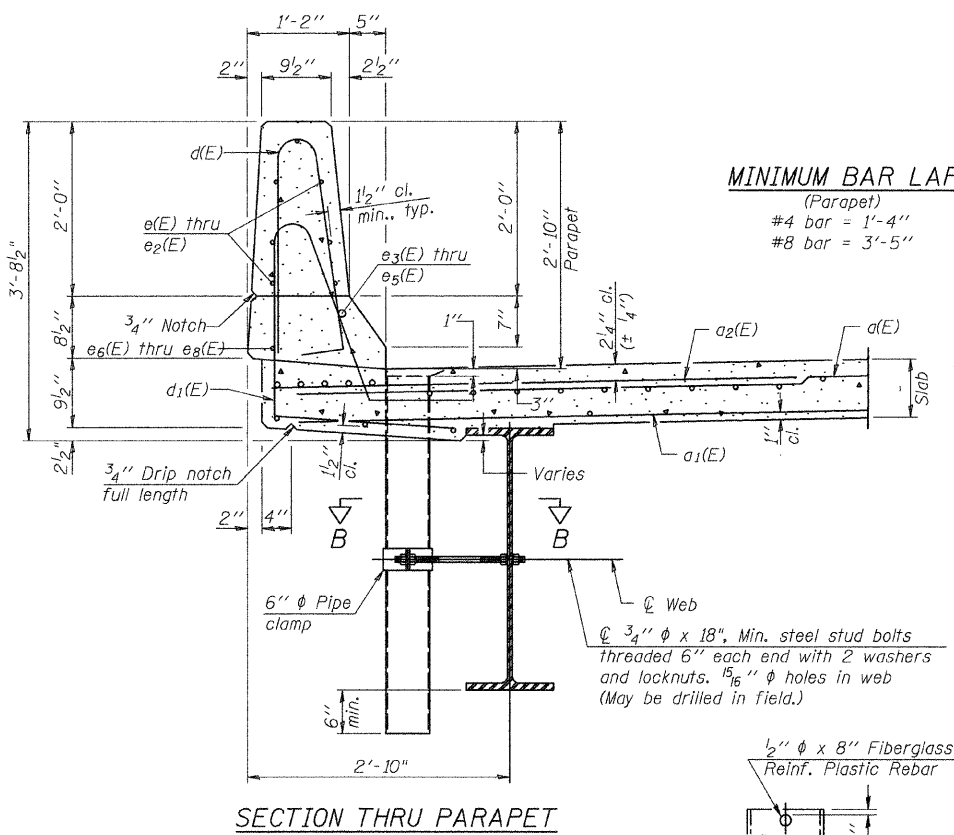 1'-2"
5"
2"
9½"
2½"
d(E)
1½" cl.
min., typ.
e(E) thru
e2(E)
e3(E) thru
e5(E)
2'-0"
2'-0"
2'-10"
Parapet
3'-8½"
¾" Notch
e6(E) thru e8(E)
8½"
7"
1"
2¼" cl.
(± ¼")
a2(E)
a(E)
d1(E)
9½"
3"
Slab
2½"
1½"
cl.
a1(E)
1"
cl.
¾" Drip notch
full length
Varies
2"
4"
B
B
6" ϕ Pipe
clamp
℄ Web
℄ ¾" ϕ x 18", Min. steel stud bolts
threaded 6" each end with 2 washers
and locknuts. 15/16" ϕ holes in web
(May be drilled in field.)
6"
min.
2'-10"
SECTION THRU PARAPET
MINIMUM BAR LAP
(Parapet)
#4 bar = 1'-4"
#8 bar = 3'-5"
½" ϕ x 8" Fiberglass
Reinf. Plastic Rebar